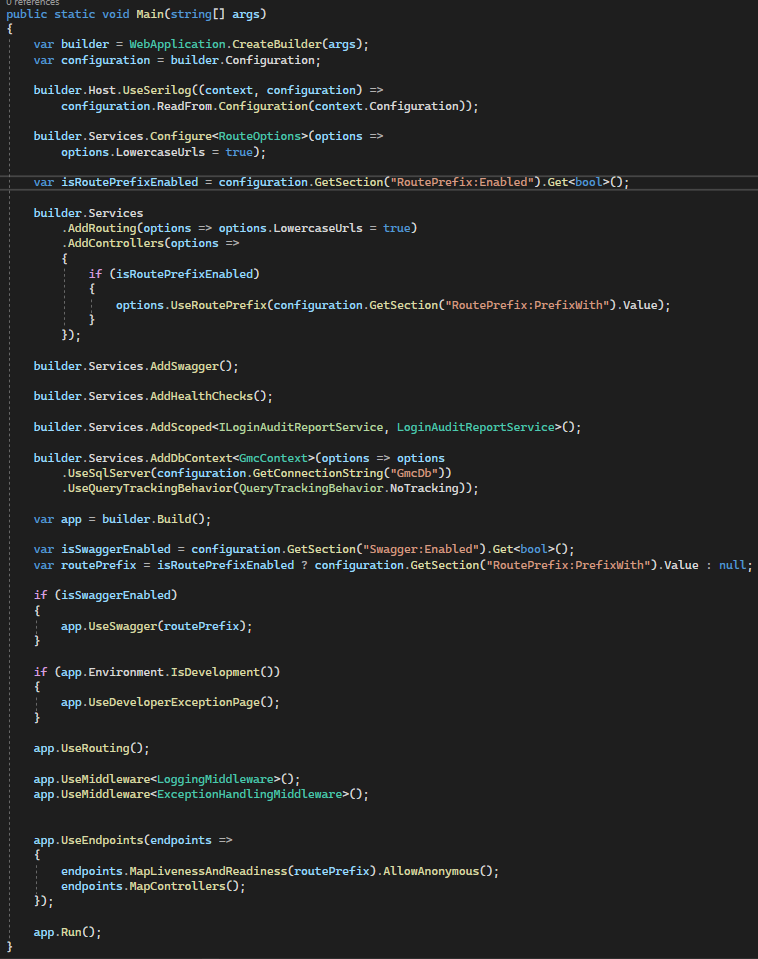 0 references
public static void Main(string[] args)
{
    var builder = WebApplication.CreateBuilder(args);
    var configuration = builder.Configuration;

    builder.Host.UseSerilog((context, configuration) =>
        configuration.ReadFrom.Configuration(context.Configuration));

    builder.Services.Configure<RouteOptions>(options =>
        options.LowercaseUrls = true);

    var isRoutePrefixEnabled = configuration.GetSection("RoutePrefix:Enabled").Get<bool>();

    builder.Services
        .AddRouting(options => options.LowercaseUrls = true)
        .AddControllers(options =>
        {
            if (isRoutePrefixEnabled)
            {
                options.UseRoutePrefix(configuration.GetSection("RoutePrefix:PrefixWith").Value);
            }
        });

    builder.Services.AddSwagger();

    builder.Services.AddHealthChecks();

    builder.Services.AddScoped<ILoginAuditReportService, LoginAuditReportService>();

    builder.Services.AddDbContext<GmcContext>(options => options
        .UseSqlServer(configuration.GetConnectionString("GmcDb"))
        .UseQueryTrackingBehavior(QueryTrackingBehavior.NoTracking));

    var app = builder.Build();

    var isSwaggerEnabled = configuration.GetSection("Swagger:Enabled").Get<bool>();
    var routePrefix = isRoutePrefixEnabled ? configuration.GetSection("RoutePrefix:PrefixWith").Value : null;

    if (isSwaggerEnabled)
    {
        app.UseSwagger(routePrefix);
    }

    if (app.Environment.IsDevelopment())
    {
        app.UseDeveloperExceptionPage();
    }

    app.UseRouting();

    app.UseMiddleware<LoggingMiddleware>();
    app.UseMiddleware<ExceptionHandlingMiddleware>();


    app.UseEndpoints(endpoints =>
    {
        endpoints.MapLivenessAndReadiness(routePrefix).AllowAnonymous();
        endpoints.MapControllers();
    });

    app.Run();
}